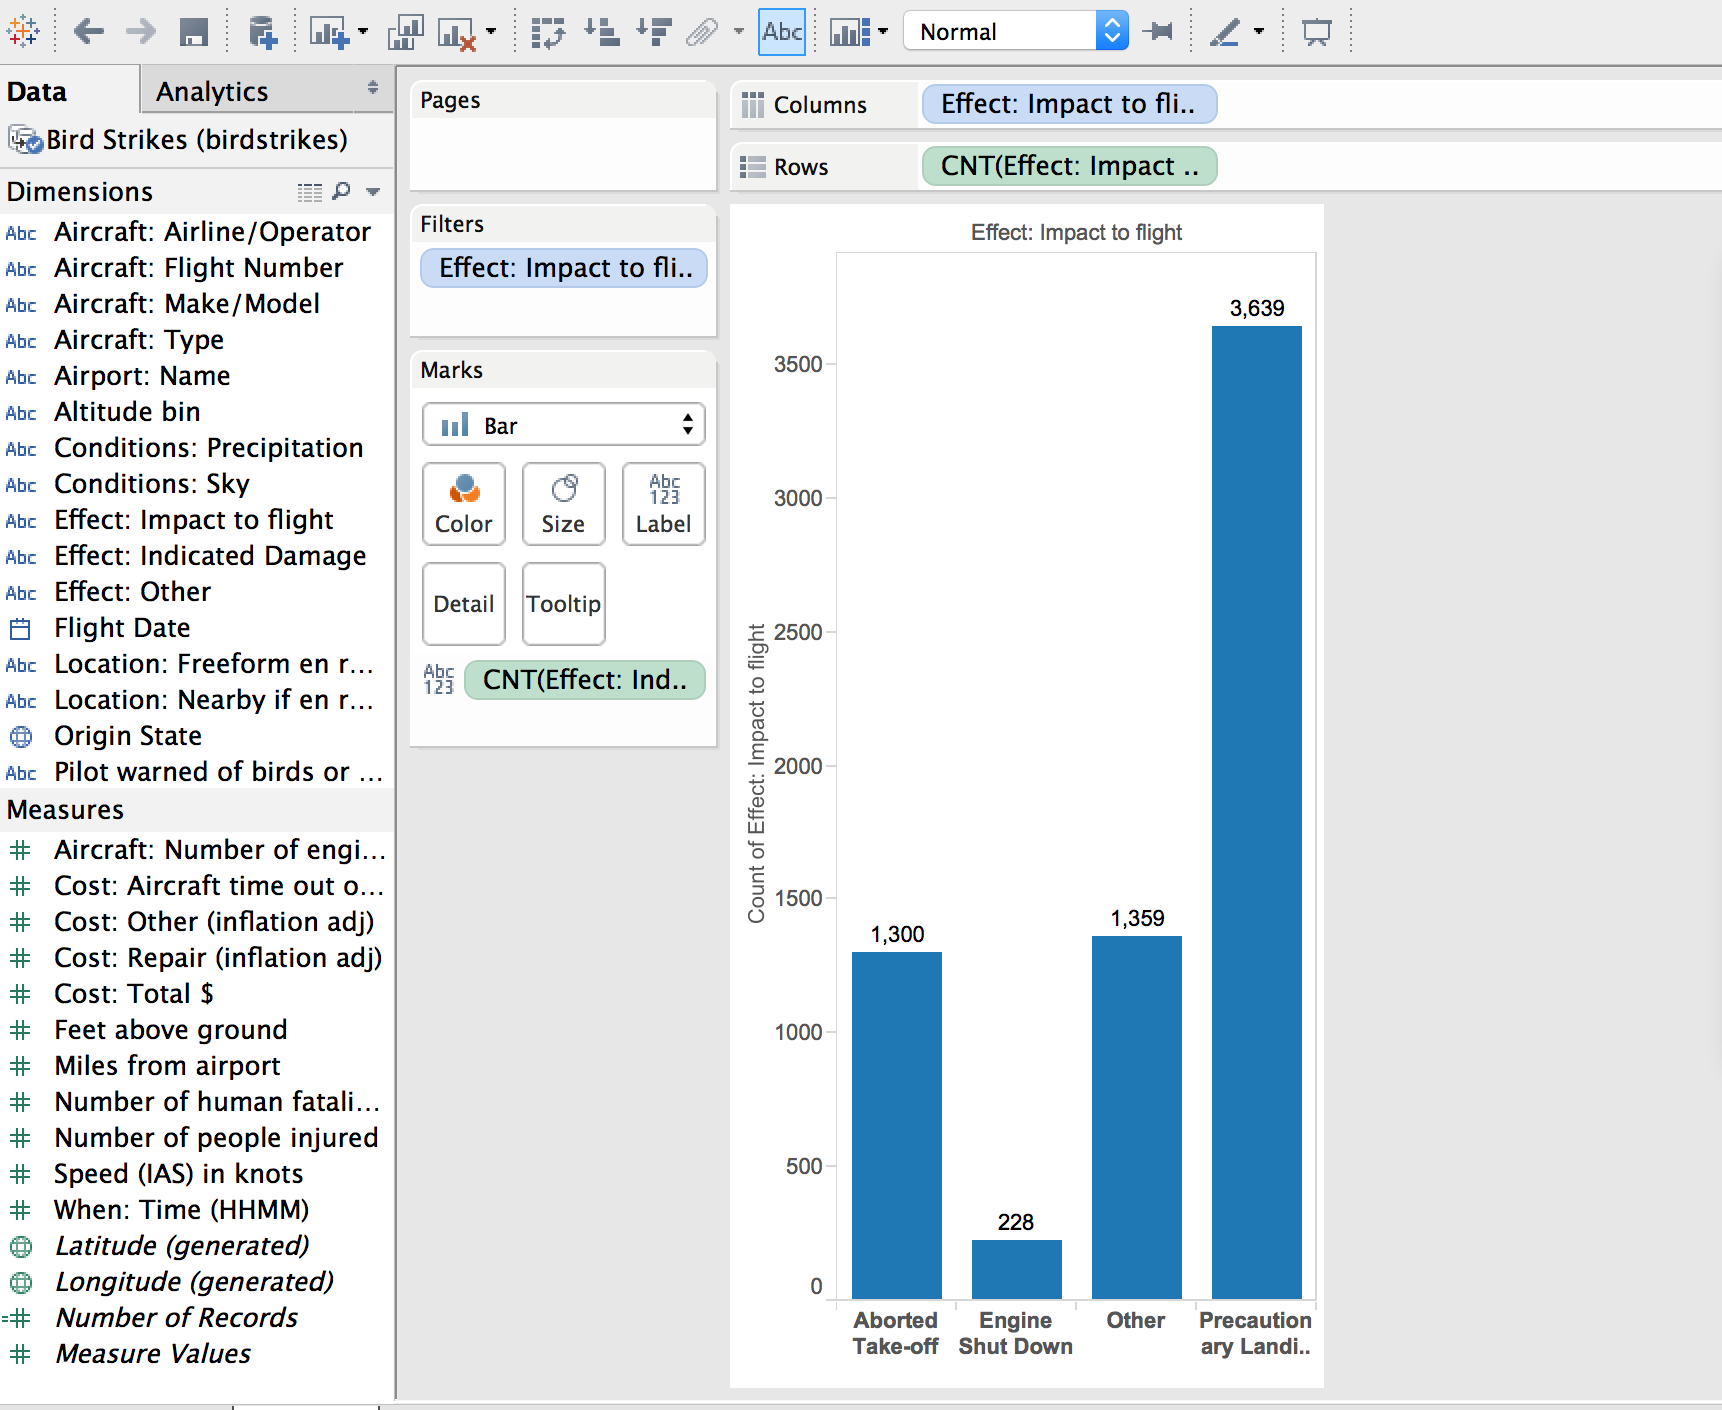 Abc
Normal
Data
Analytics
Bird Strikes (birdstrikes)
Dimensions
Abc Aircraft: Airline/Operator
Abc Aircraft: Flight Number
Abc Aircraft: Make/Model
Abc Aircraft: Type
Abc Airport: Name
Abc Altitude bin
Abc Conditions: Precipitation
Abc Conditions: Sky
Abc Effect: Impact to flight
Abc Effect: Indicated Damage
Abc Effect: Other
Flight Date
Abc Location: Freeform en r...
Abc Location: Nearby if en r...
Origin State
Abc Pilot warned of birds or ...
Measures
# Aircraft: Number of engi...
# Cost: Aircraft time out o...
# Cost: Other (inflation adj)
# Cost: Repair (inflation adj)
# Cost: Total $
# Feet above ground
# Miles from airport
# Number of human fatali...
# Number of people injured
# Speed (IAS) in knots
# When: Time (HHMM)
Latitude (generated)
Longitude (generated)
=# Number of Records
# Measure Values
Pages
Filters
Effect: Impact to fli..
Marks
Bar
Color
Size
Abc
123
Label
Detail
Tooltip
Abc
123
CNT(Effect: Ind..
Columns
Effect: Impact to fli..
Rows
CNT(Effect: Impact ..
Effect: Impact to flight
Count of Effect: Impact to flight
3500
3000
2500
2000
1500
1000
500
0
1,300
228
1,359
3,639
Aborted
Take-off
Engine
Shut Down
Other
Precaution
ary Landi..